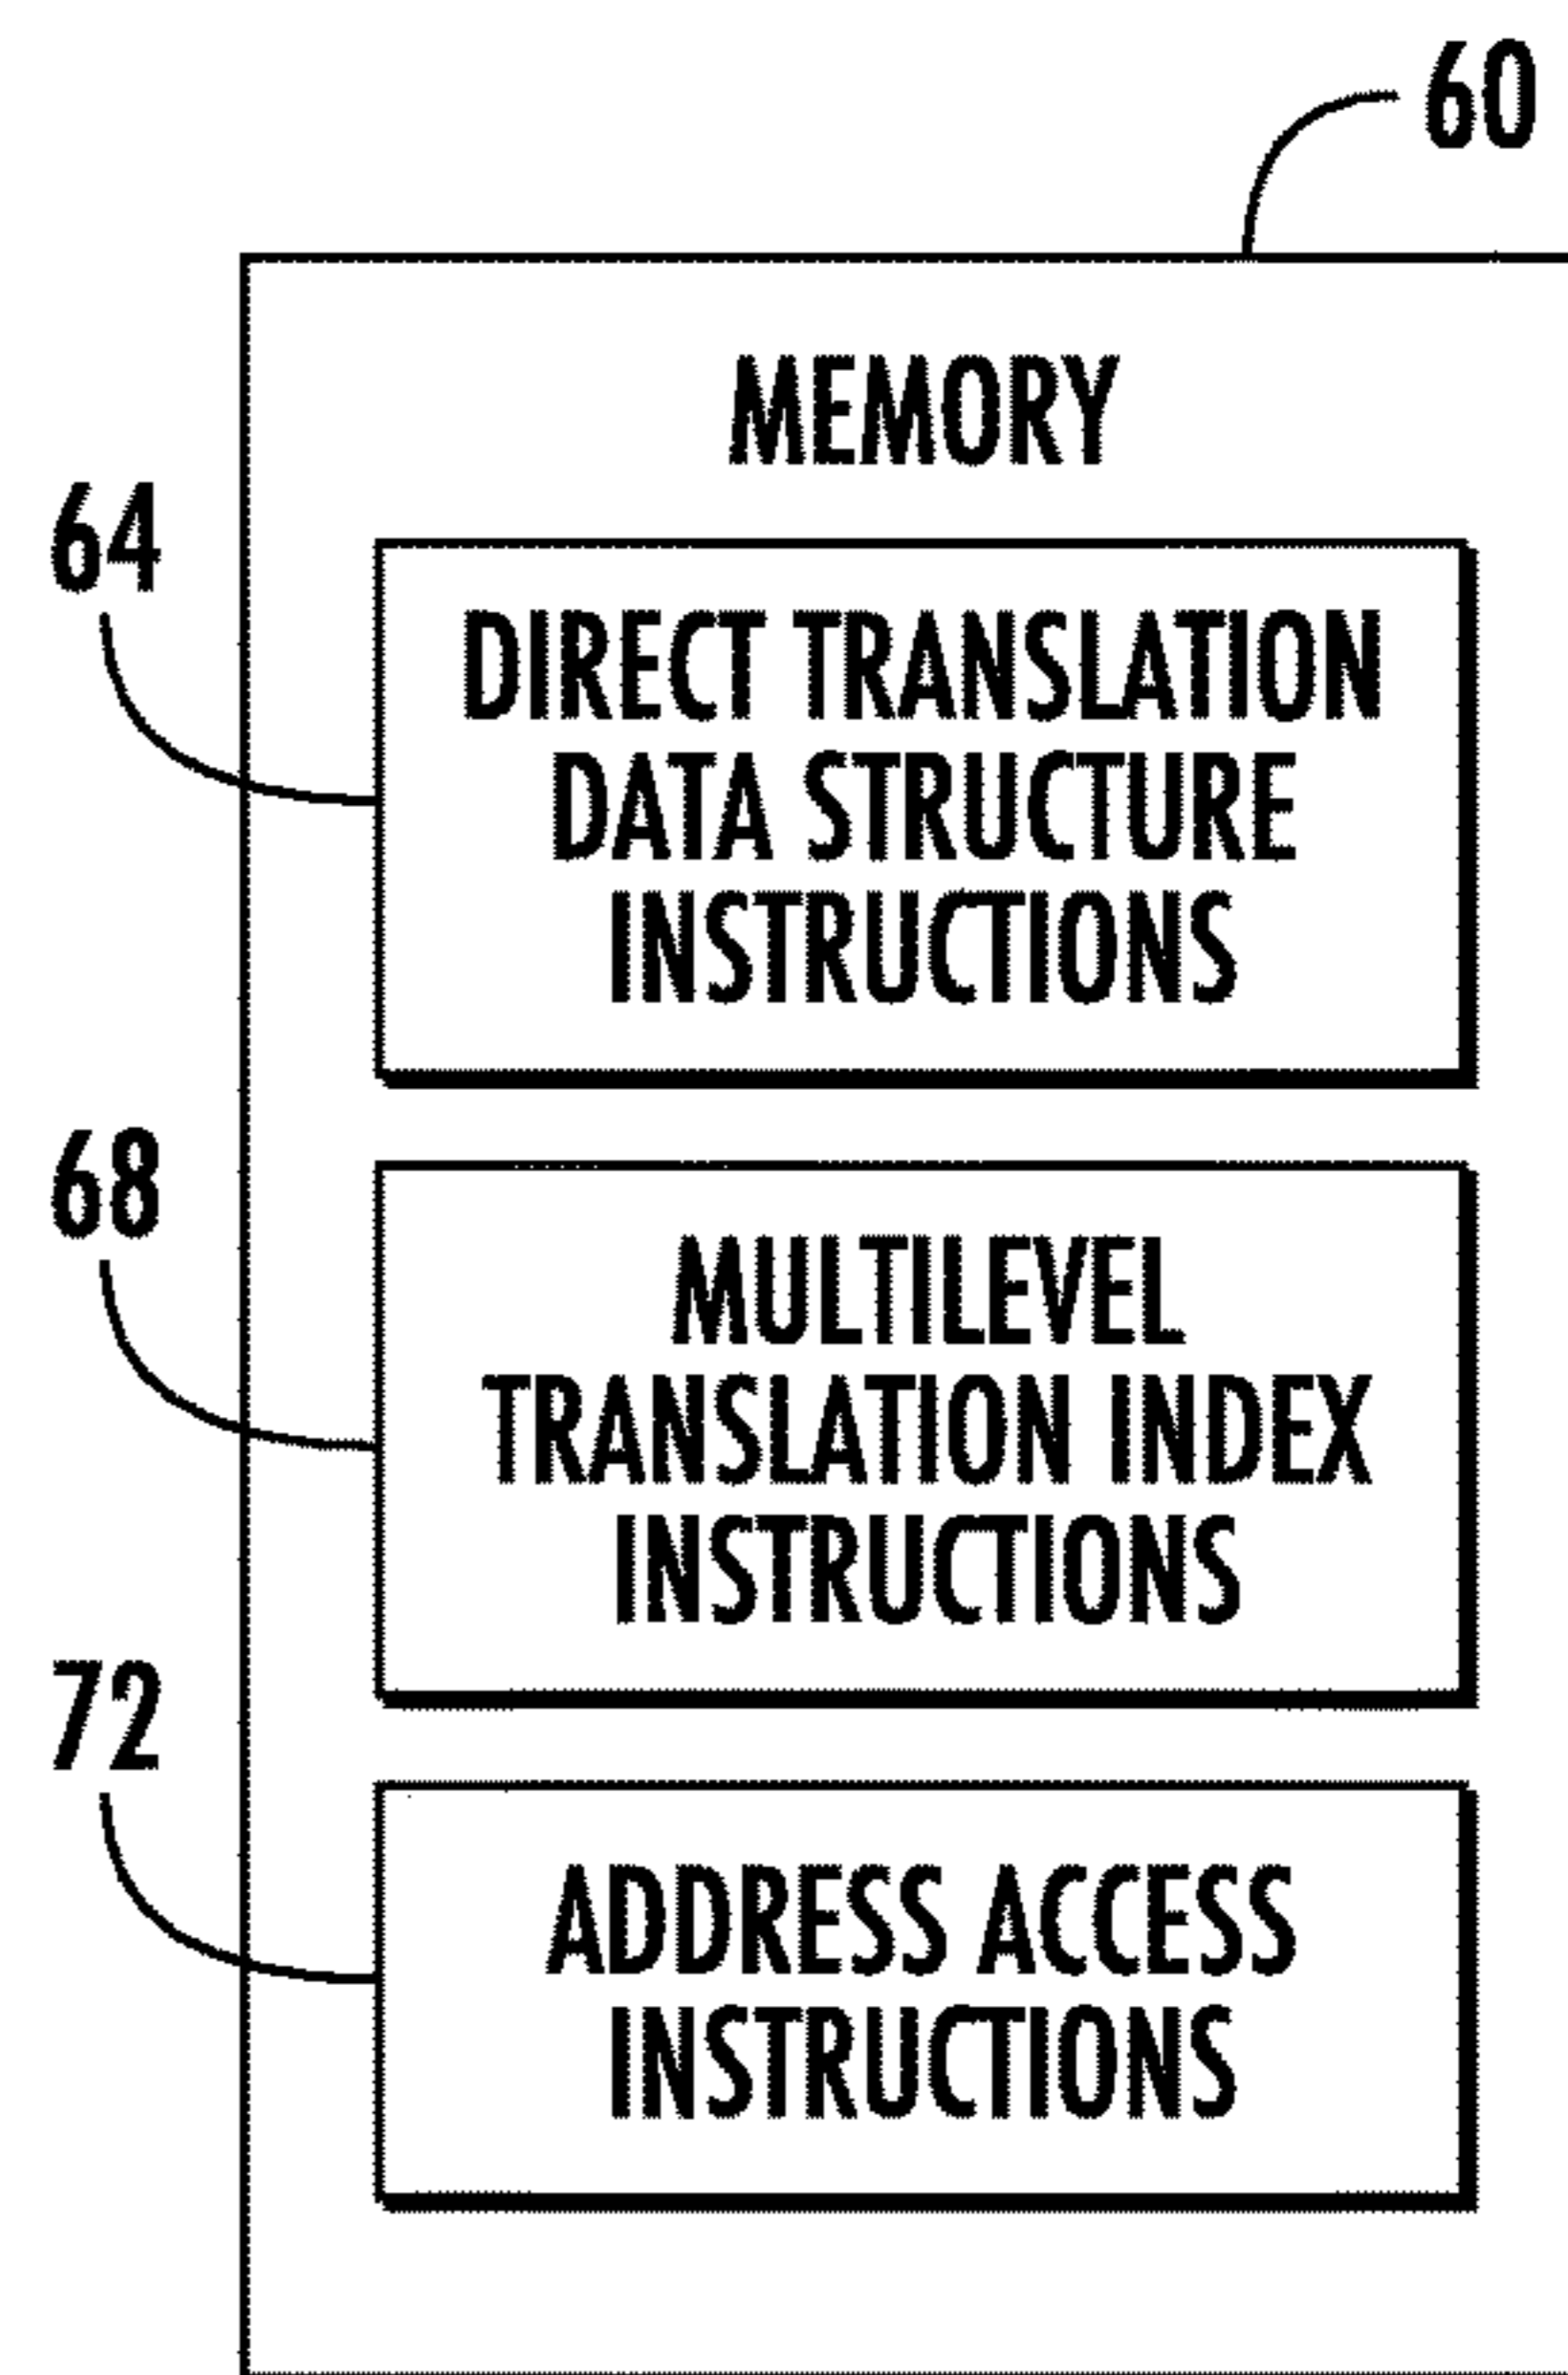 60
MEMORY
64
DIRECT TRANSLATION
DATA STRUCTURE
INSTRUCTIONS
68
MULTILEVEL
TRANSLATION INDEX
INSTRUCTIONS
72
ADDRESS ACCESS
INSTRUCTIONS